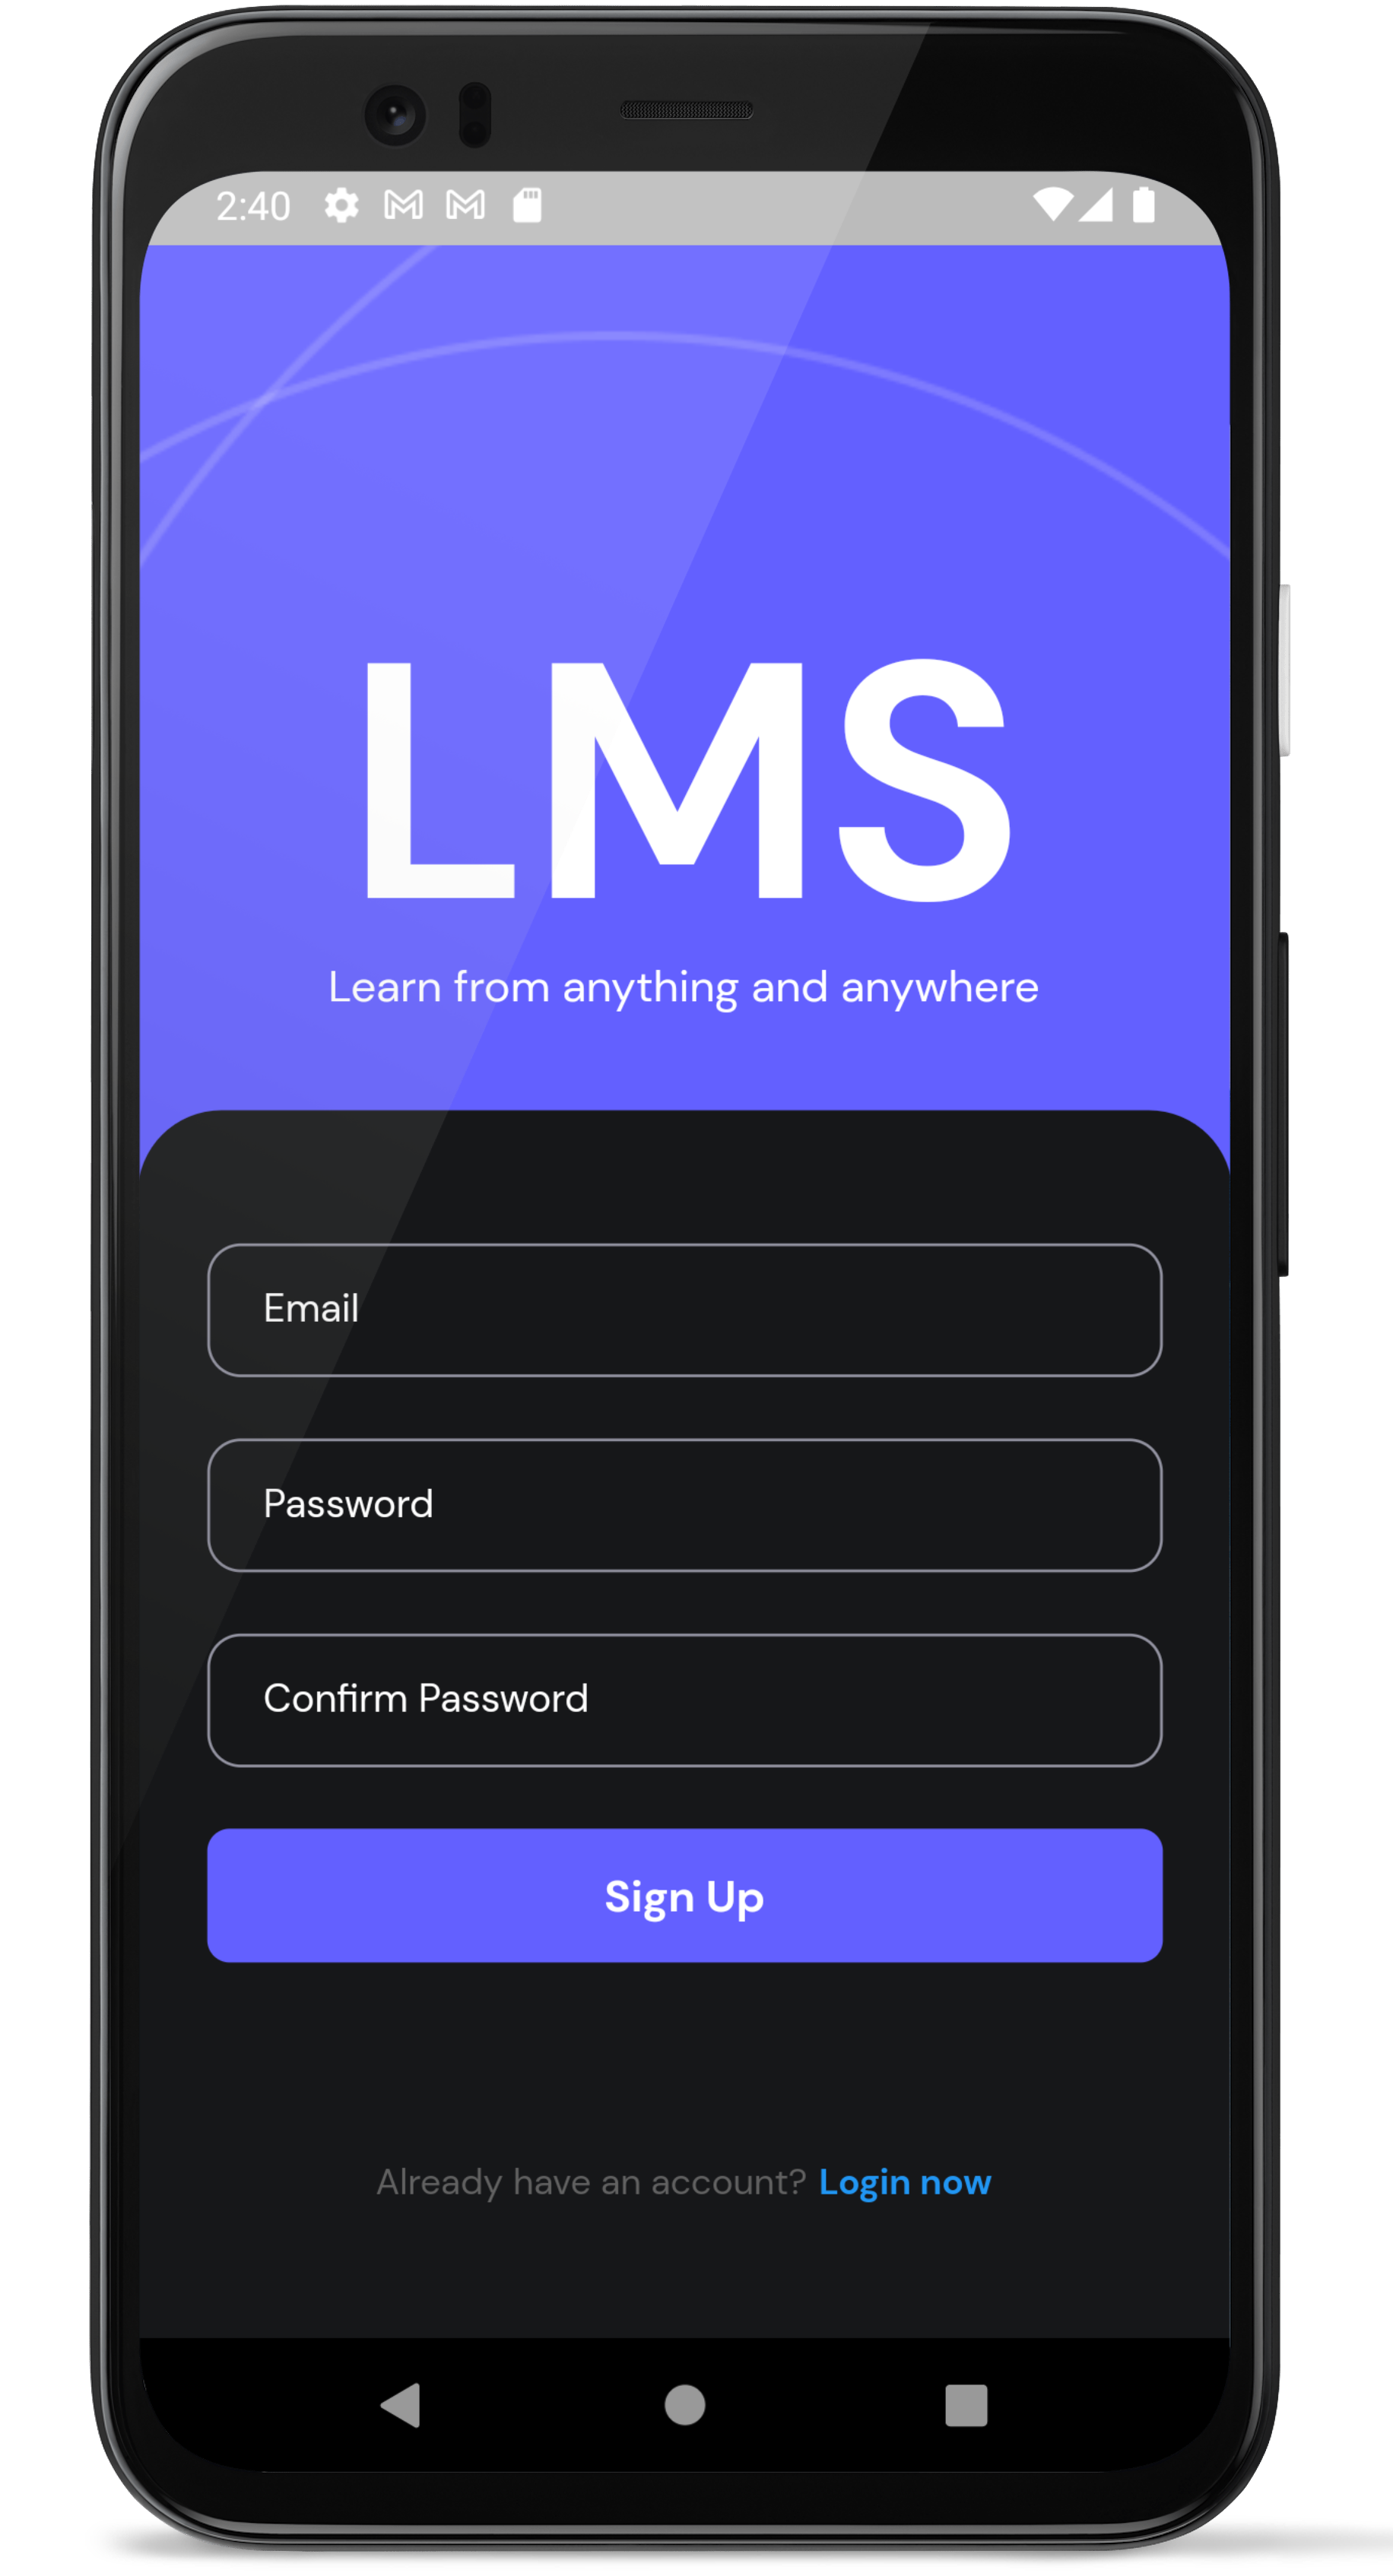 2:40
LMS
Learn from anything and anywhere
Email
Password
Confirm Password
Sign Up
Already have an account? Login now